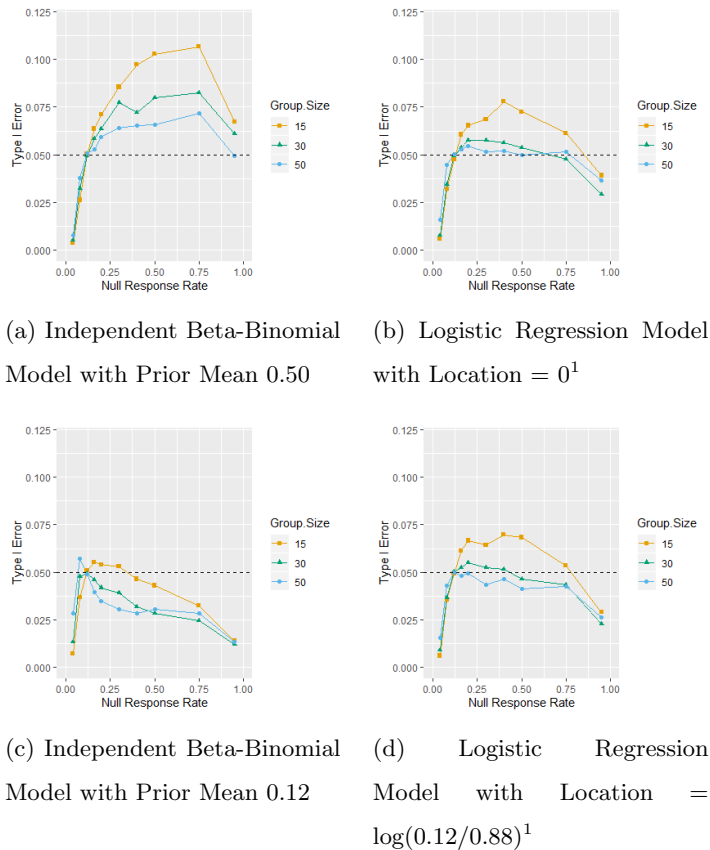 0.125
0.100
0.075
0.050
0.025
0.000
Type I Error
0.00 0.25 0.50 0.75 1.00
Null Response Rate
Group.Size
15
30
50
0.125
0.100
0.075
0.050
0.025
0.000
Type I Error
0.00 0.25 0.50 0.75 1.00
Null Response Rate
Group.Size
15
30
50
(a) Independent Beta-Binomial
Model with Prior Mean 0.50
(b) Logistic Regression Model
with Location = 0¹
0.125
0.100
0.075
0.050
0.025
0.000
Type I Error
0.00 0.25 0.50 0.75 1.00
Null Response Rate
Group.Size
15
30
50
0.125
0.100
0.075
0.050
0.025
0.000
Type I Error
0.00 0.25 0.50 0.75 1.00
Null Response Rate
Group.Size
15
30
50
(c) Independent Beta-Binomial
Model with Prior Mean 0.12
(d) Logistic Regression
Model with Location =
log(0.12/0.88)¹